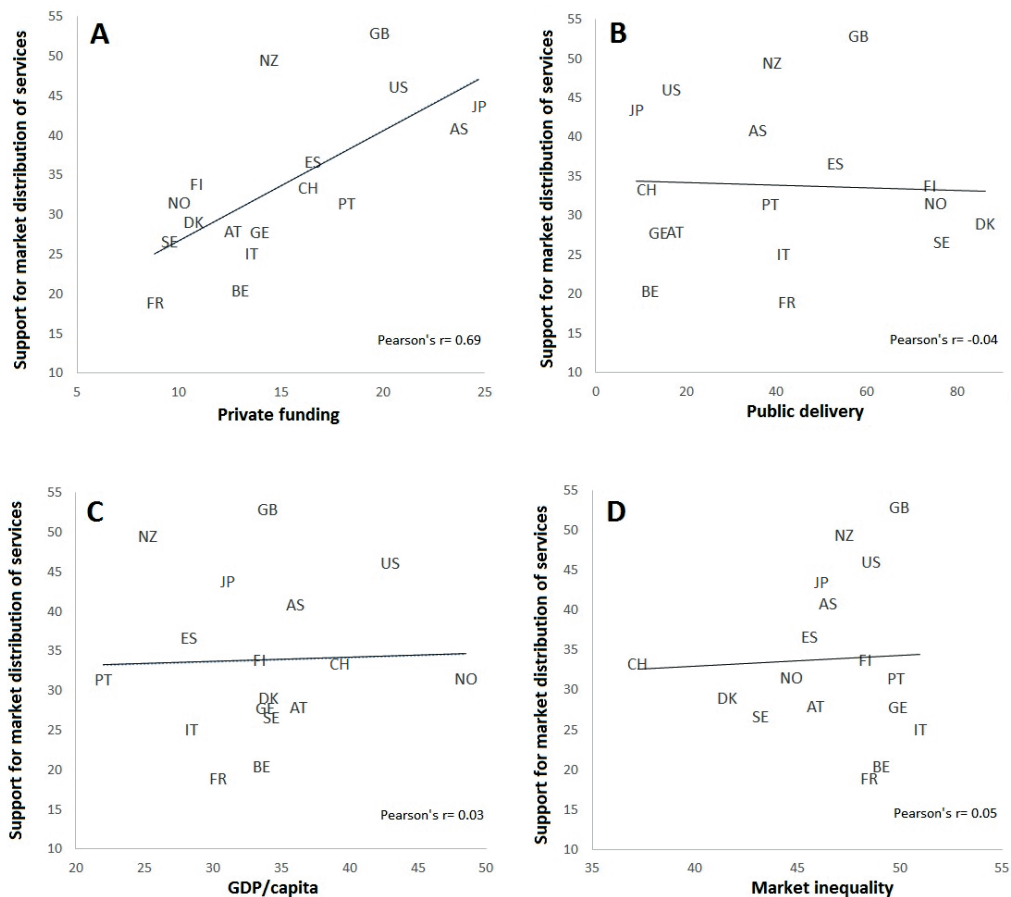 A
Support for market distribution of services
55
50
45
40
35
30
25
20
15
10
GB
NZ
US
JP
AS
ES
FI
CH
NO
PT
DK
AT GE
SE
IT
BE
FR
Pearson's r= 0.69
5 10 15 20 25
Private funding
B
Support for market distribution of services
55
50
45
40
35
30
25
20
15
10
GB
NZ
US
JP
AS
ES
FI
CH
NO
PT
DK
GE AT
SE
IT
BE
FR
Pearson's r= -0.04
0 20 40 60 80
Public delivery
C
Support for market distribution of services
55
50
45
40
35
30
25
20
15
10
GB
NZ
US
JP
AS
ES
FI
CH
PT
NO
DK
GE
AT
SE
IT
BE
FR
Pearson's r= 0.03
20 25 30 35 40 45 50
GDP/capita
D
Support for market distribution of services
55
50
45
40
35
30
25
20
15
10
GB
NZ
US
JP
AS
ES
FI
CH
NO
PT
DK
AT
GE
SE
IT
BE
FR
Pearson's r= 0.05
35 40 45 50 55
Market inequality